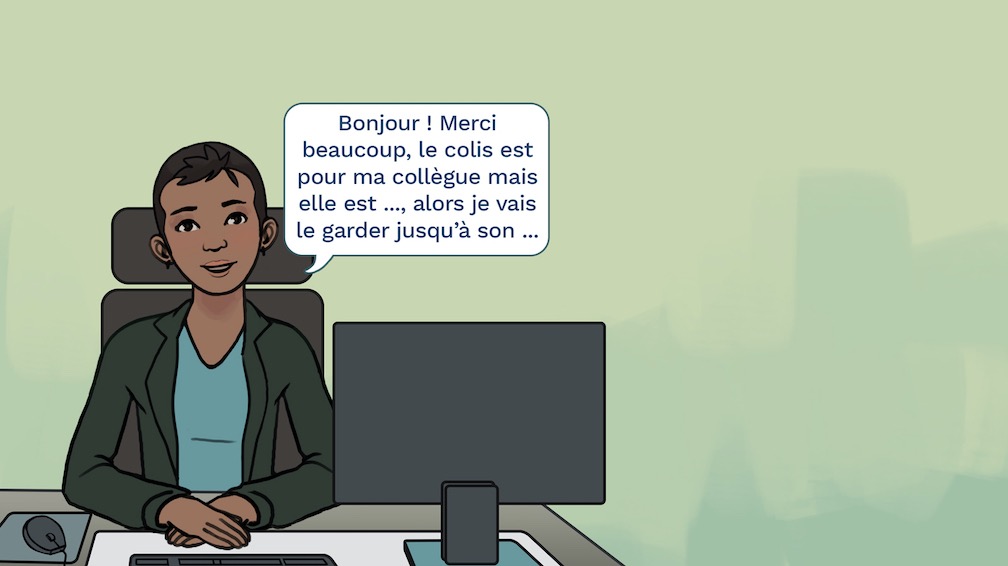 Bonjour ! Merci
beaucoup, le colis est
pour ma collègue mais
elle est ..., alors je vais
le garder jusqu’à son ...